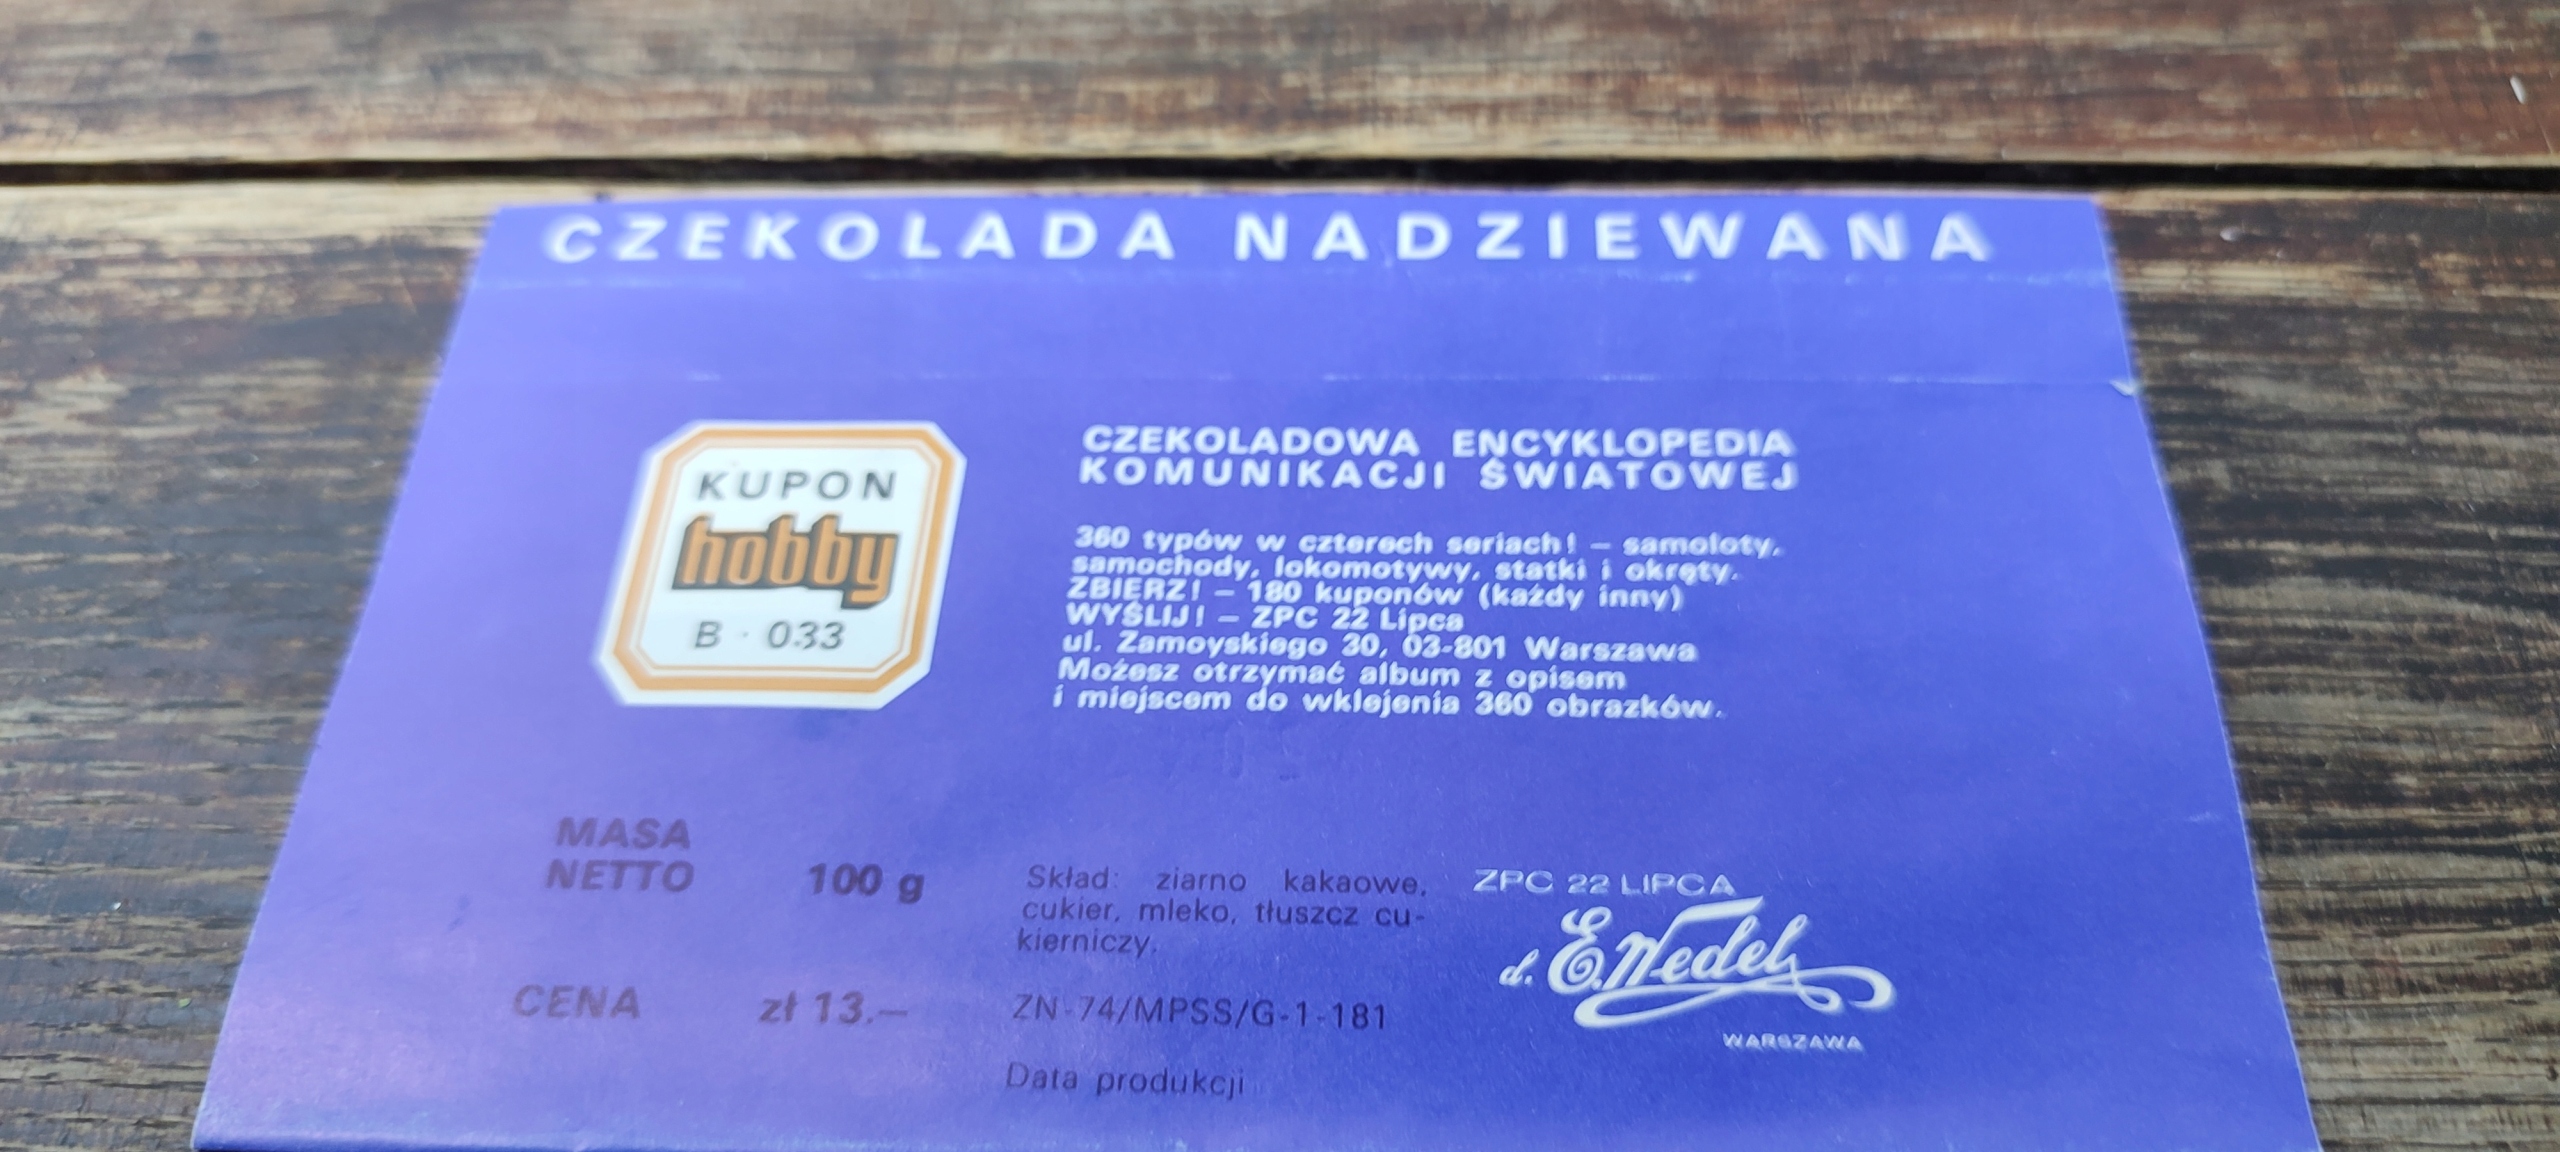 CZEKOLADA NADZIEWANA
KUPON
hobby
B · 033
CZEKOLADOWA ENCYKLOPEDIA
KOMUNIKACJI ŚWIATOWEJ
360 typów w czterech seriach! – samoloty,
samochody, lokomotywy, statki i okręty.
ZBIERZ! – 180 kuponów (każdy inny)
WYŚLIJ! – ZPC 22 Lipca
ul. Zamoyskiego 30, 03-801 Warszawa
Możesz otrzymać album z opisem
i miejscem do wklejenia 360 obrazków.
MASA
NETTO 100 g
CENA zł 13.—
Skład: ziarno kakaowe,
cukier, mleko, tłuszcz cu-
kierniczy.
ZN-74/MPSS/G-1-181
Data produkcji
ZPC 22 LIPCA
d. E. Wedel
WARSZAWA